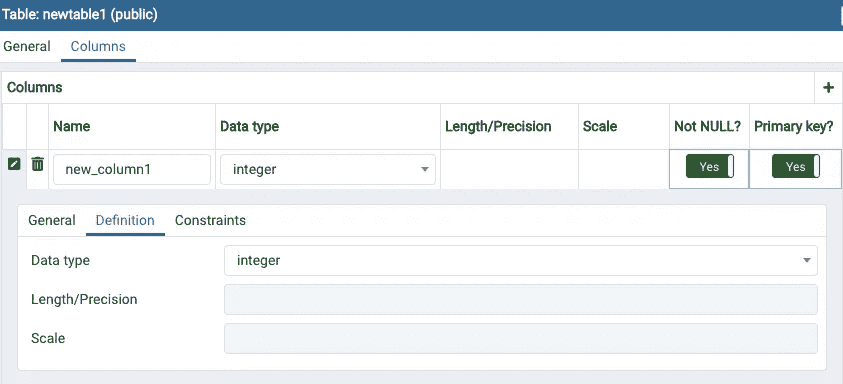 Table: newtable1 (public)
General Columns
Columns +
Name Data type Length/Precision Scale Not NULL? Primary key?
new_column1 integer Yes Yes
General Definition Constraints
Data type integer
Length/Precision
Scale